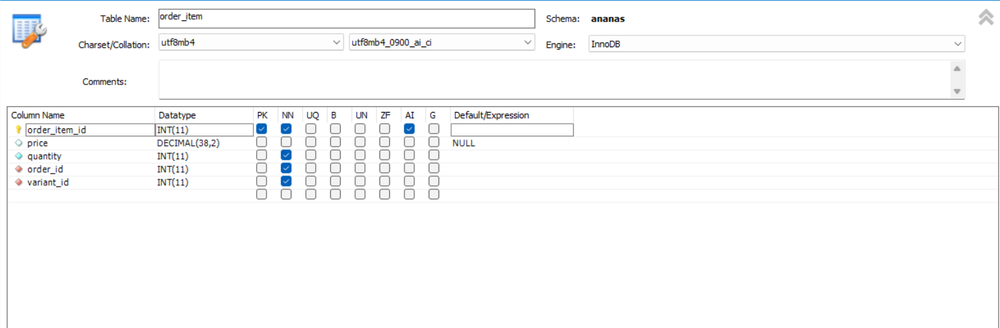 Table Name: order_item Schema: ananas
Charset/Collation: utf8mb4 utf8mb4_0900_ai_ci Engine: InnoDB
Comments:
Column Name Datatype PK NN UQ B UN ZF AI G Default/Expression
order_item_id INT(11)
price DECIMAL(38,2) NULL
quantity INT(11)
order_id INT(11)
variant_id INT(11)